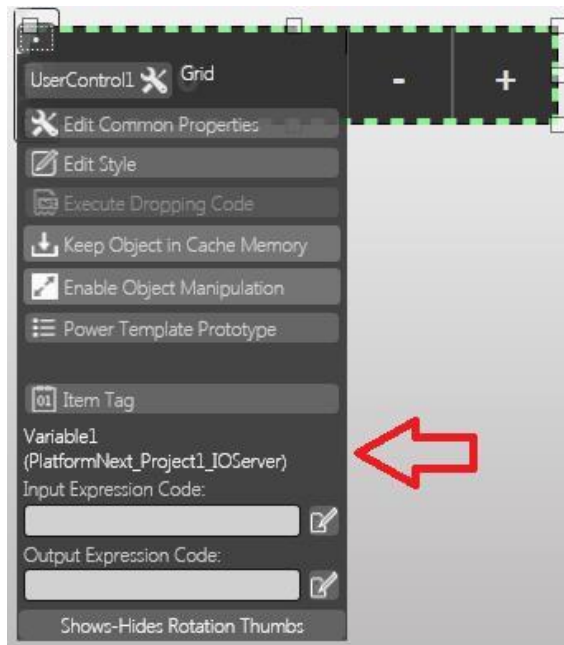 UserControl1 Grid - +
Edit Common Properties
Edit Style
Execute Dropping Code
Keep Object in Cache Memory
Enable Object Manipulation
Power Template Prototype
01 Item Tag
Variable1
(PlatformNext_Project1_IOServer)
Input Expression Code:
Output Expression Code:
Shows-Hides Rotation Thumbs